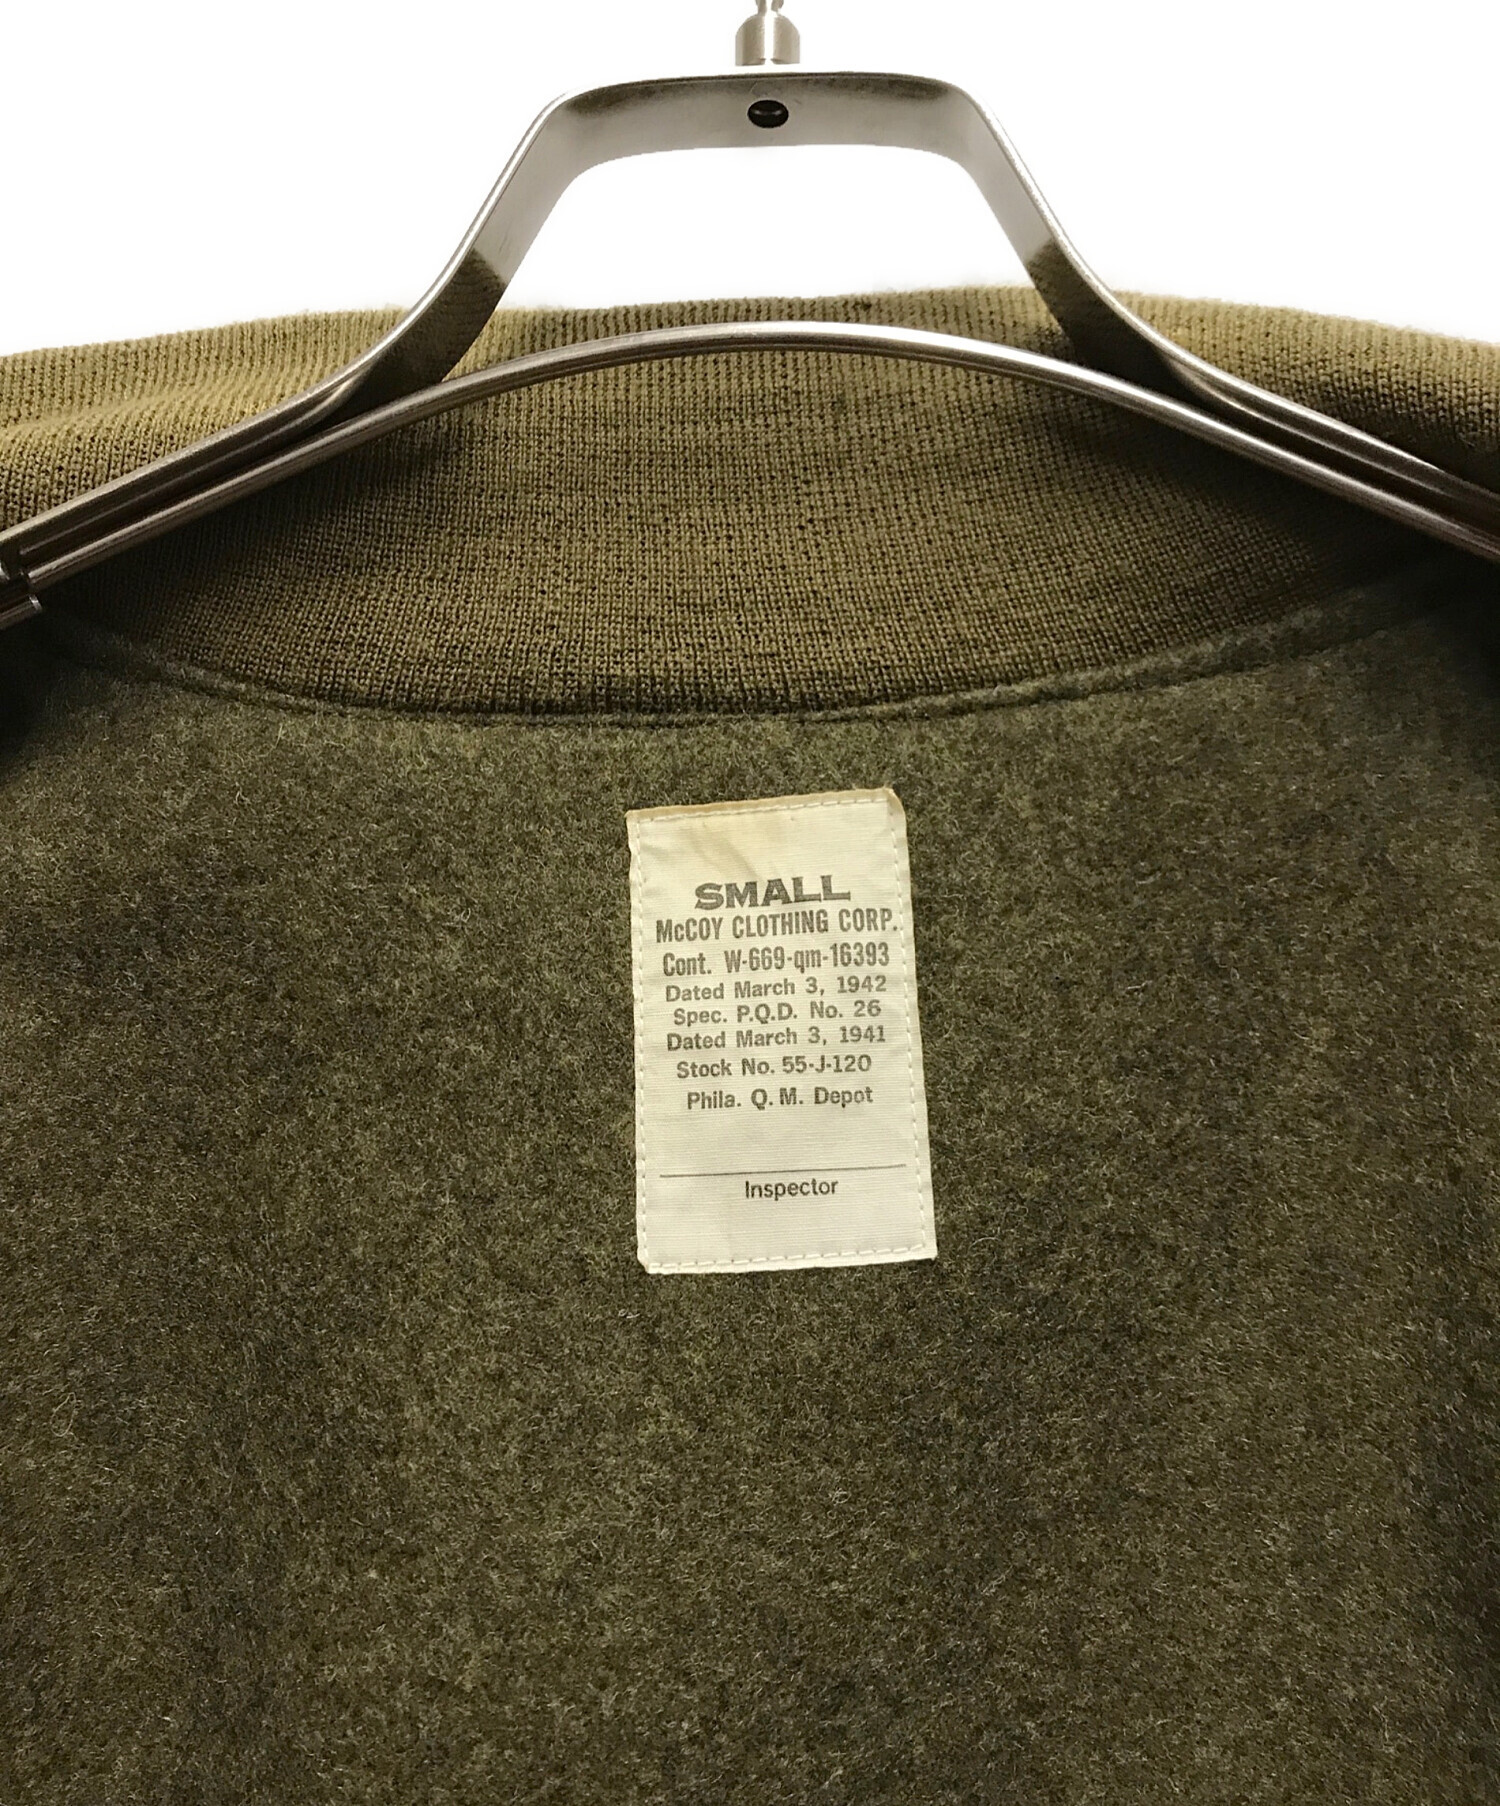 SMALL
McCOY CLOTHING CORP.
Cont. W-669-qm-16393
Dated March 3, 1942
Spec. P.Q.D. No. 26
Dated March 3, 1941
Stock No. 55-J-120
Phila. Q. M. Depot
Inspector